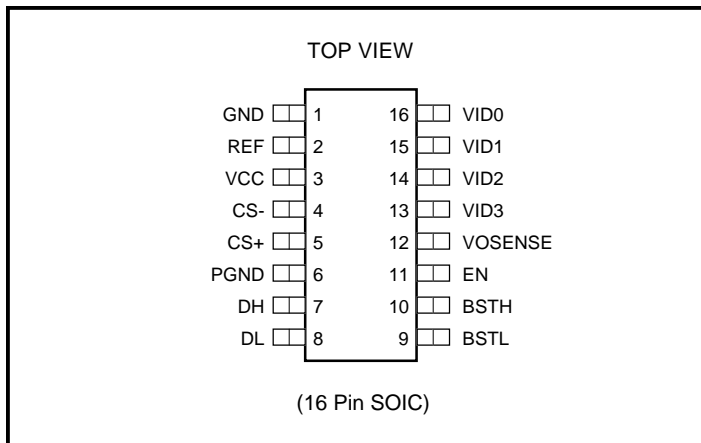 TOP VIEW
GND 1 16 VID0
REF 2 15 VID1
VCC 3 14 VID2
CS- 4 13 VID3
CS+ 5 12 VOSENSE
PGND 6 11 EN
DH 7 10 BSTH
DL 8 9 BSTL
(16 Pin SOIC)